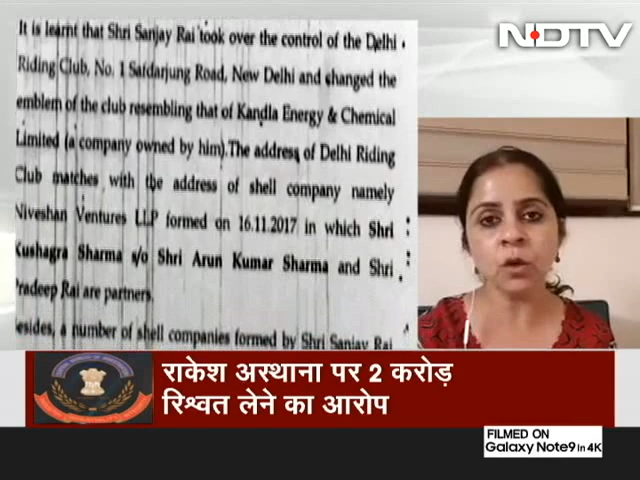 It is learnt that Shri Sanjay Rai took over the control of the Delhi
Riding Club, No. 1 Satdarjung Road, New Delhi and changed the
emblem of the club resembling that of Kandla Energy & Chemical
Limited (a company owned by him).The address of Delhi Riding
Club matches with the address of shell company namely
Niveshan Ventures LLP formed on 16.11.2017 in which Shri
Kushagra Sharma s/o Shri Arun Kumar Sharma and Shri
Pradeep Rai are partners.
Besides, a number of shell companies formed by Shri Sanjay Rai
NDTV
राकेश अस्थाना पर 2 करोड़
रिश्वत लेने का आरोप
FILMED ON
Galaxy Note9 in 4K